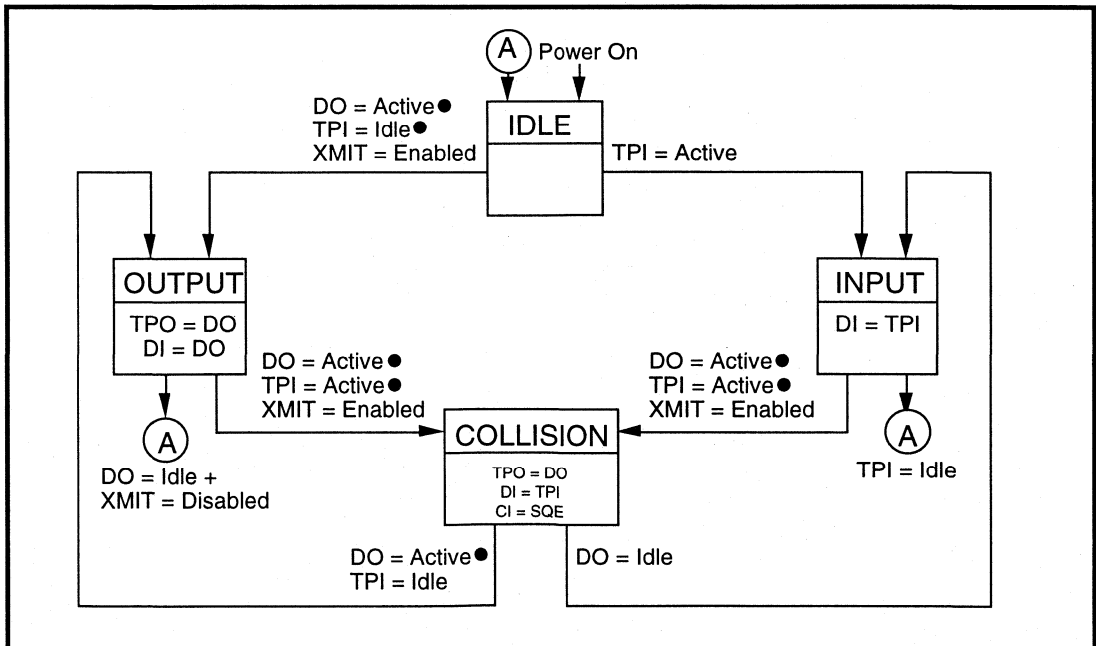 A
Power On
DO = Active●
TPI = Idle●
XMIT = Enabled
IDLE
TPI = Active
OUTPUT
TPO = DO
DI = DO
INPUT
DI = TPI
DO = Active●
TPI = Active●
XMIT = Enabled
DO = Active●
TPI = Active●
XMIT = Enabled
A
DO = Idle +
XMIT = Disabled
COLLISION
TPO = DO
DI = TPI
CI = SQE
A
TPI = Idle
DO = Active●
TPI = Idle
DO = Idle